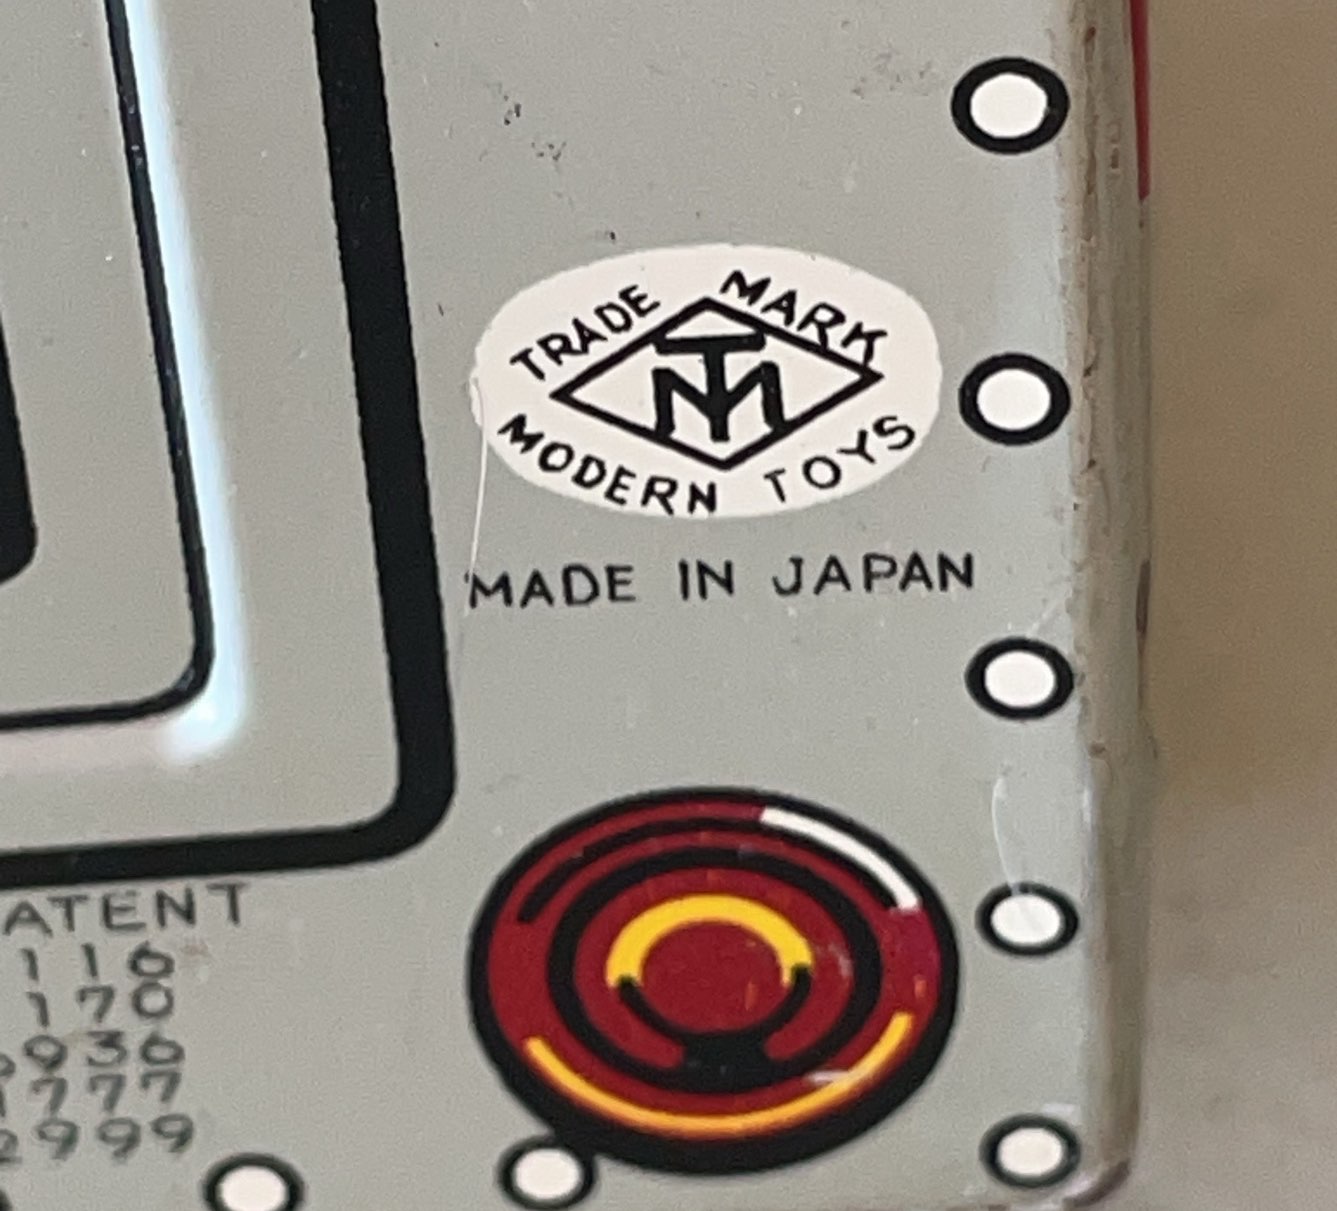 TRADE MARK
TM
MODERN TOYS
MADE IN JAPAN
ATENT
116
170
936
777
2999